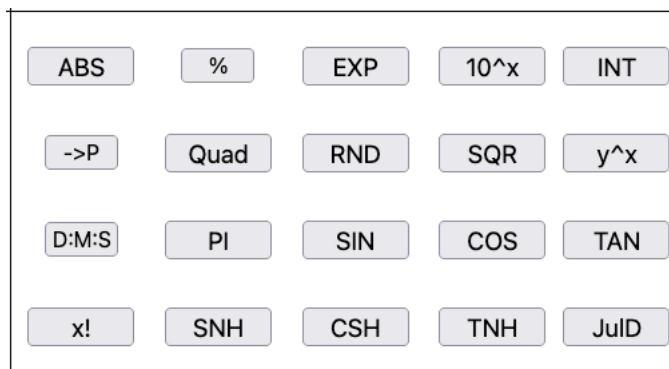 ABS % EXP 10^x INT
->P Quad RND SQR y^x
D:M:S PI SIN COS TAN
x! SNH CSH TNH JulD